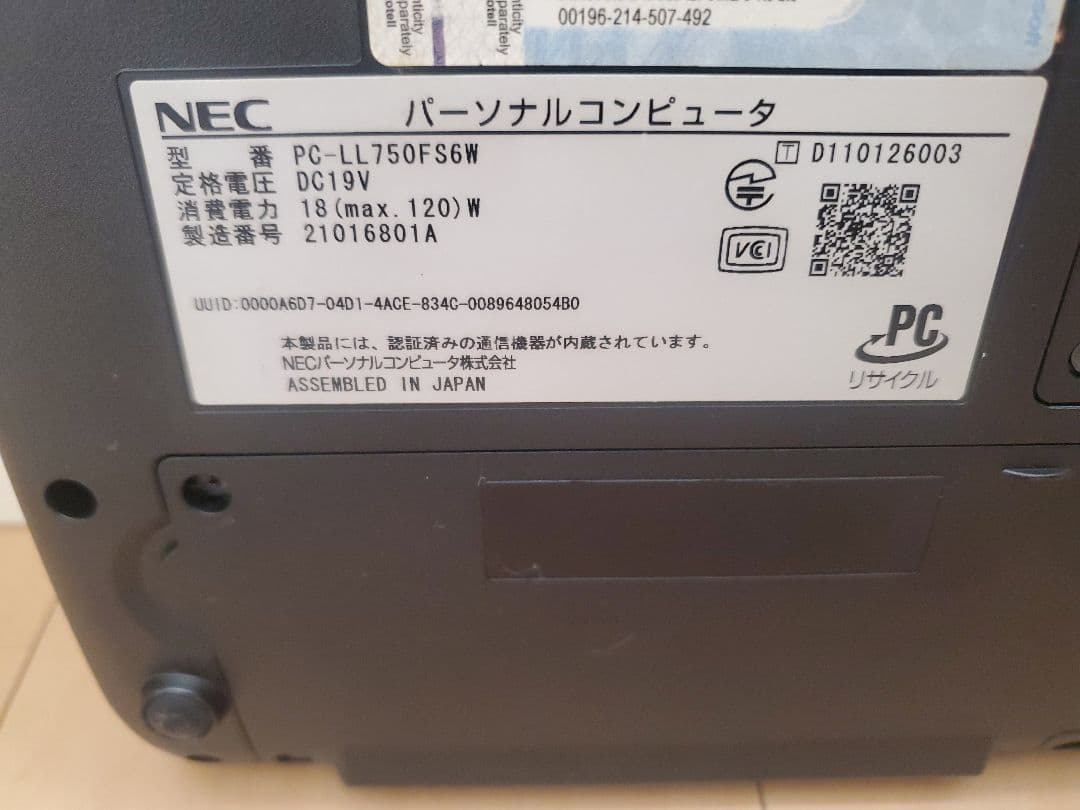 00196-214-507-492
NEC パーソナルコンピュータ
型番 PC-LL750FS6W
T D110126003
定格電圧 DC19V
消費電力 18(max.120)W
製造番号 21016801A
VCI
UUID:0000A6D7-04D1-4ACE-834C-0089648054B0
本製品には、認証済みの通信機器が内蔵されています。
NECパーソナルコンピュータ株式会社
ASSEMBLED IN JAPAN
PC
リサイクル